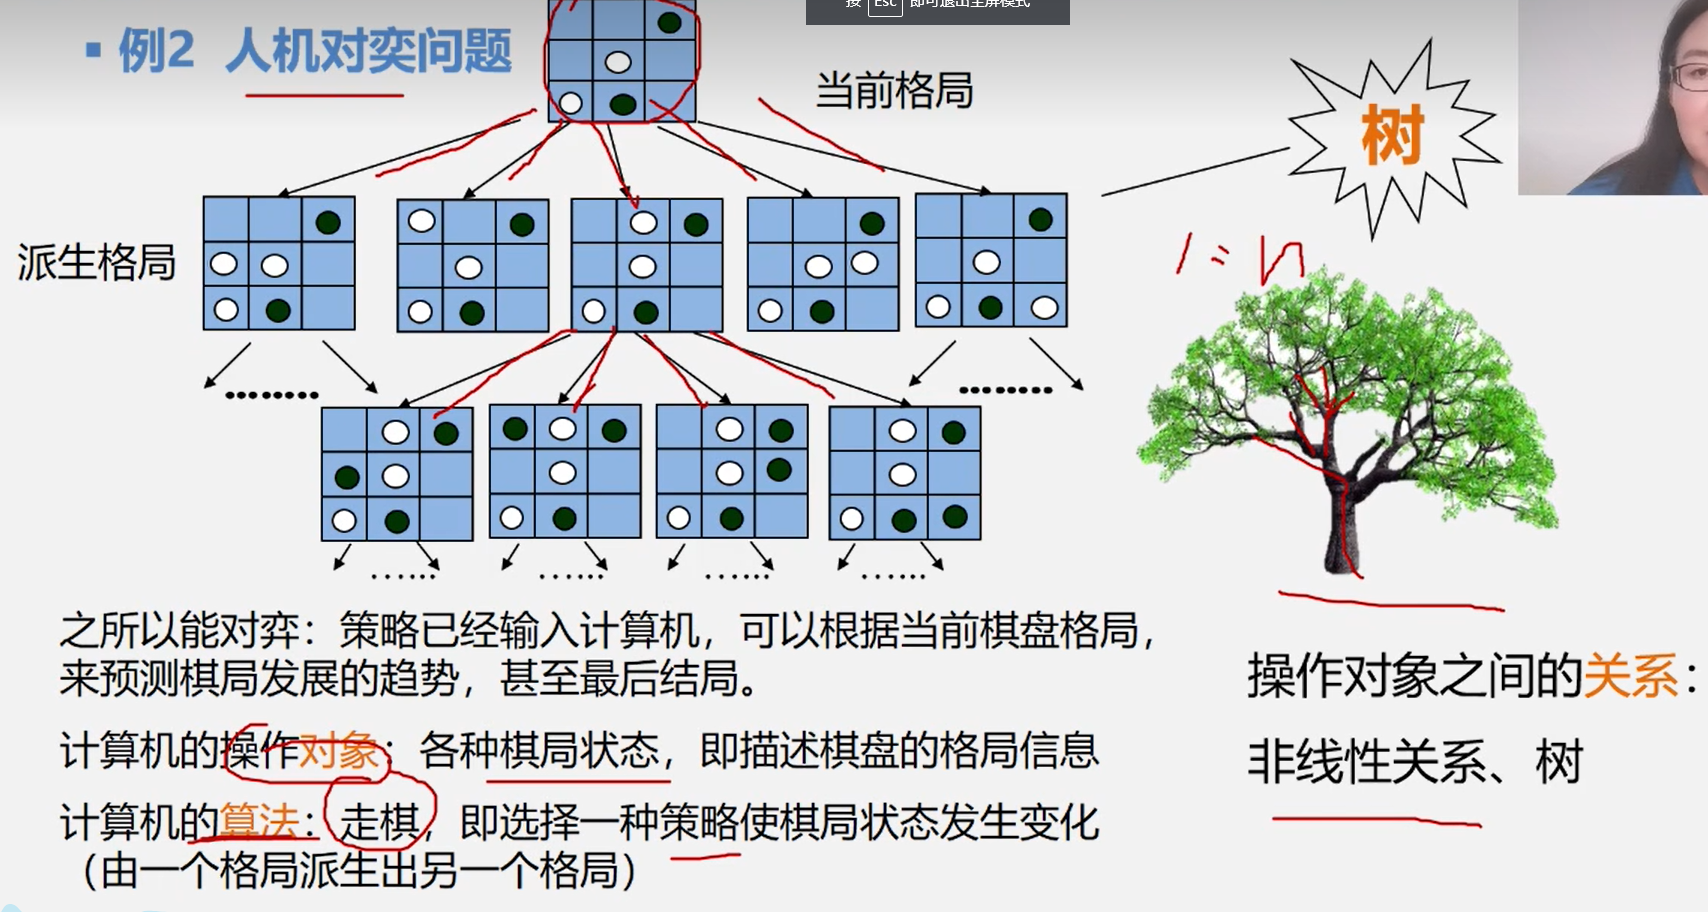 按 Esc 即可退出全屏模式
▪ 例2 人机对弈问题
当前格局
树
派生格局
1:n
之所以能对弈：策略已经输入计算机，可以根据当前棋盘格局，
来预测棋局发展的趋势，甚至最后结局。
计算机的操作对象：各种棋局状态，即描述棋盘的格局信息
计算机的算法：走棋，即选择一种策略使棋局状态发生变化
（由一个格局派生出另一个格局）
操作对象之间的关系：
非线性关系、树